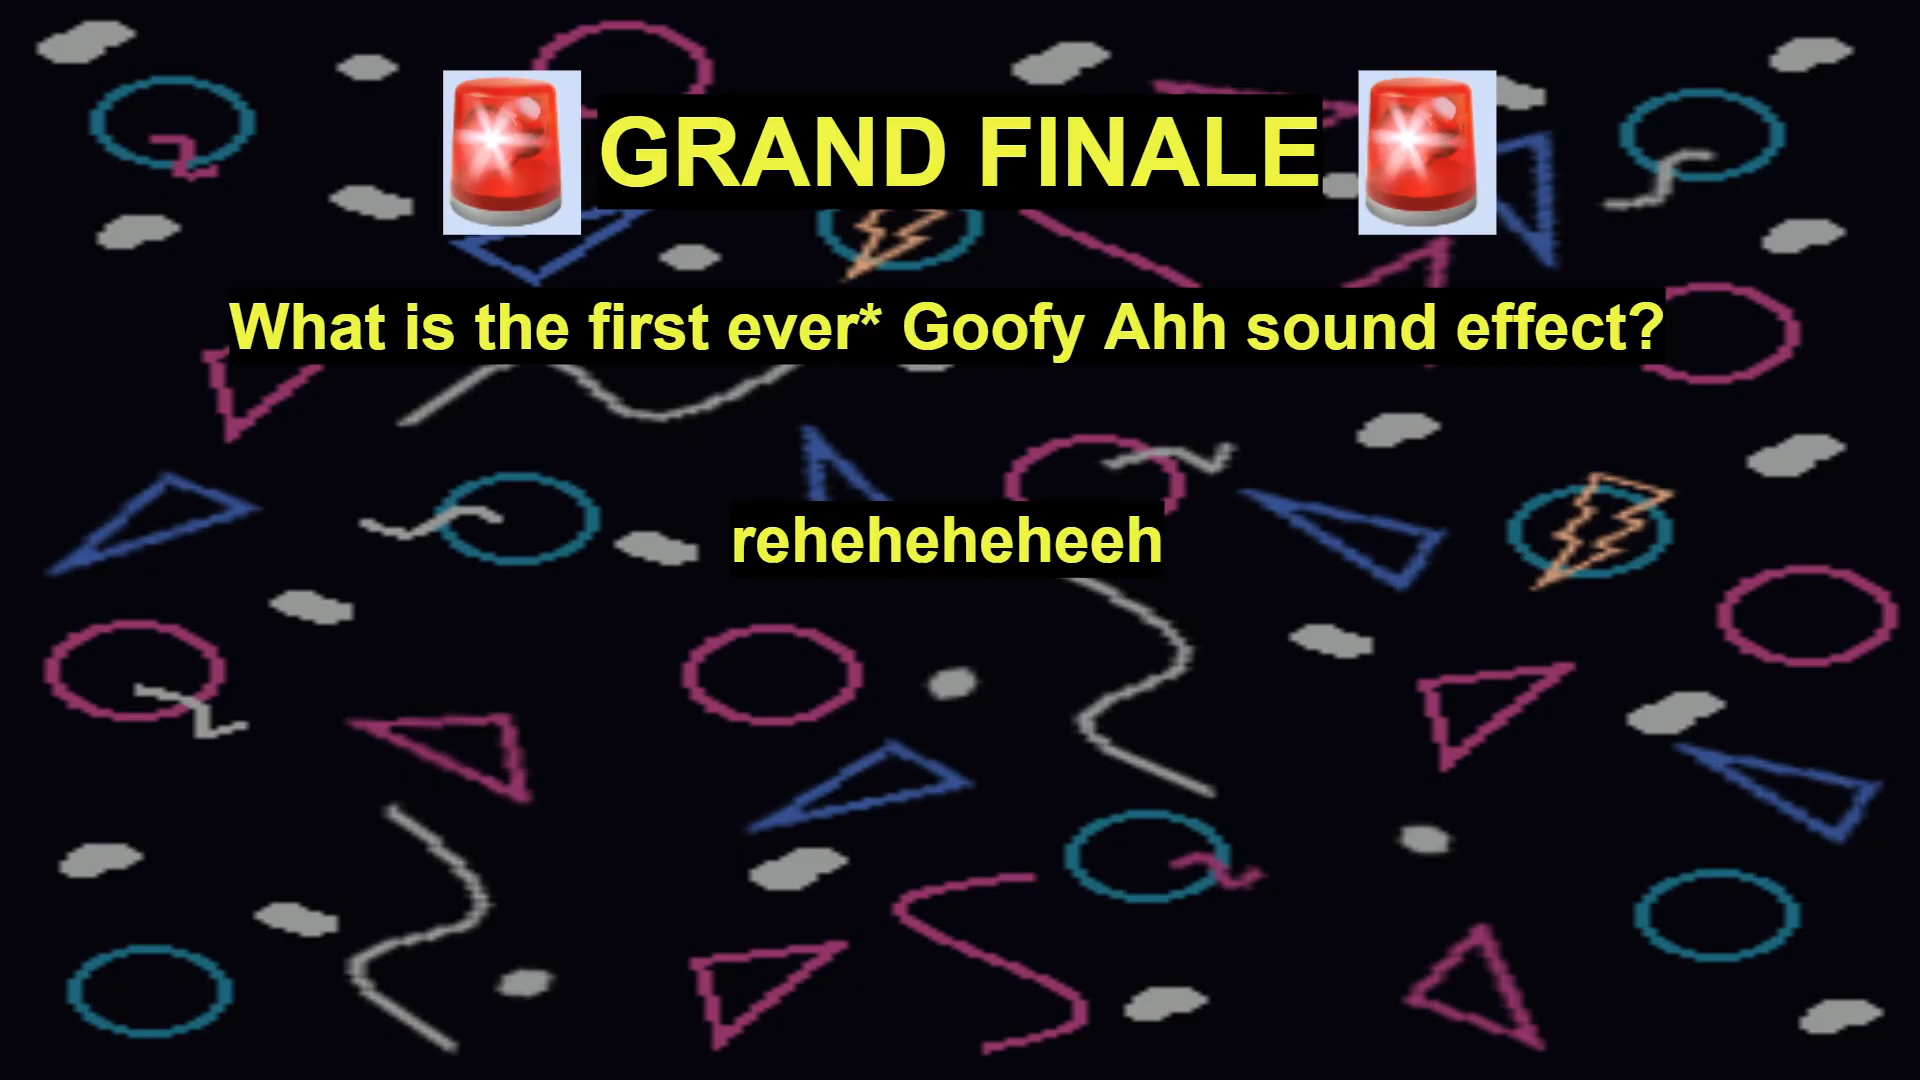 GRAND FINALE
What is the first ever* Goofy Ahh sound effect?
reheheheheeh